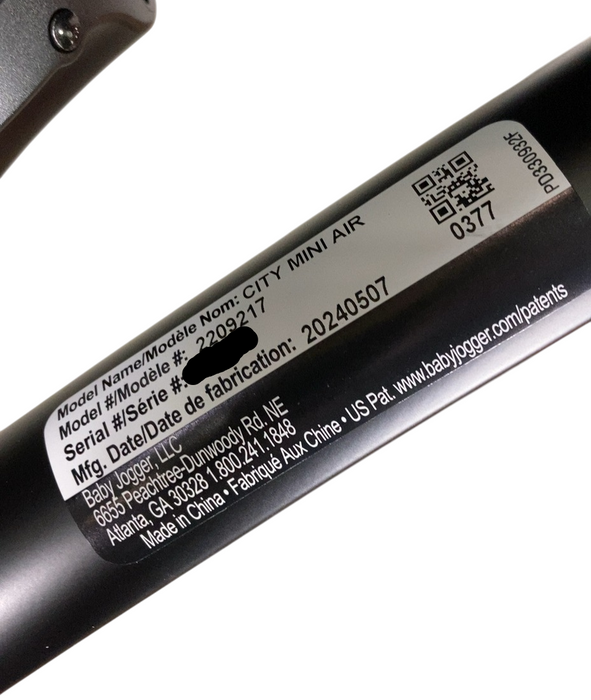 Model Name/Modèle Nom: CITY MINI AIR
Model #/Modèle #: 2209217
Serial #/Série #:
Mfg. Date/Date de fabrication: 20240507
0377
PD330932F
Baby Jogger, LLC
6655 Peachtree-Dunwoody Rd. NE
Atlanta, GA 30328 1.800.241.1848
Made in China • Fabriqué Aux Chine • US Pat. www.babyjogger.com/patents